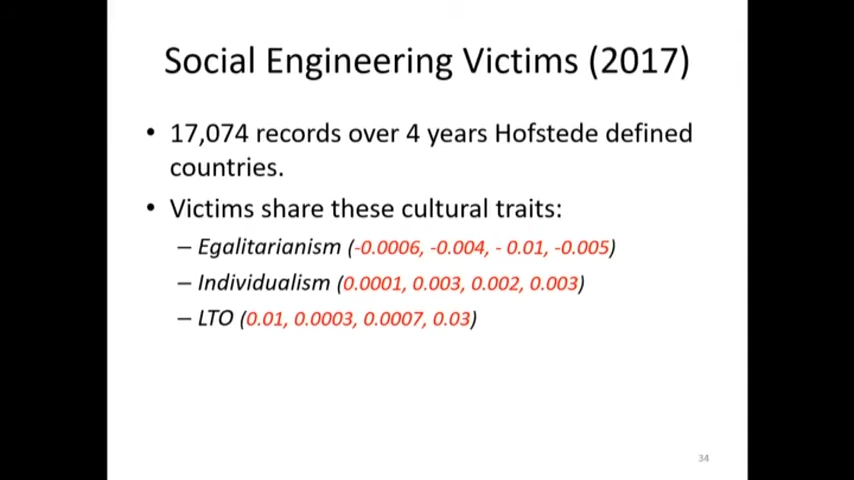 Social Engineering Victims (2017)
• 17,074 records over 4 years Hofstede defined
countries.
• Victims share these cultural traits:
– Egalitarianism (-0.0006, -0.004, - 0.01, -0.005)
– Individualism (0.0001, 0.003, 0.002, 0.003)
– LTO (0.01, 0.0003, 0.0007, 0.03)
34